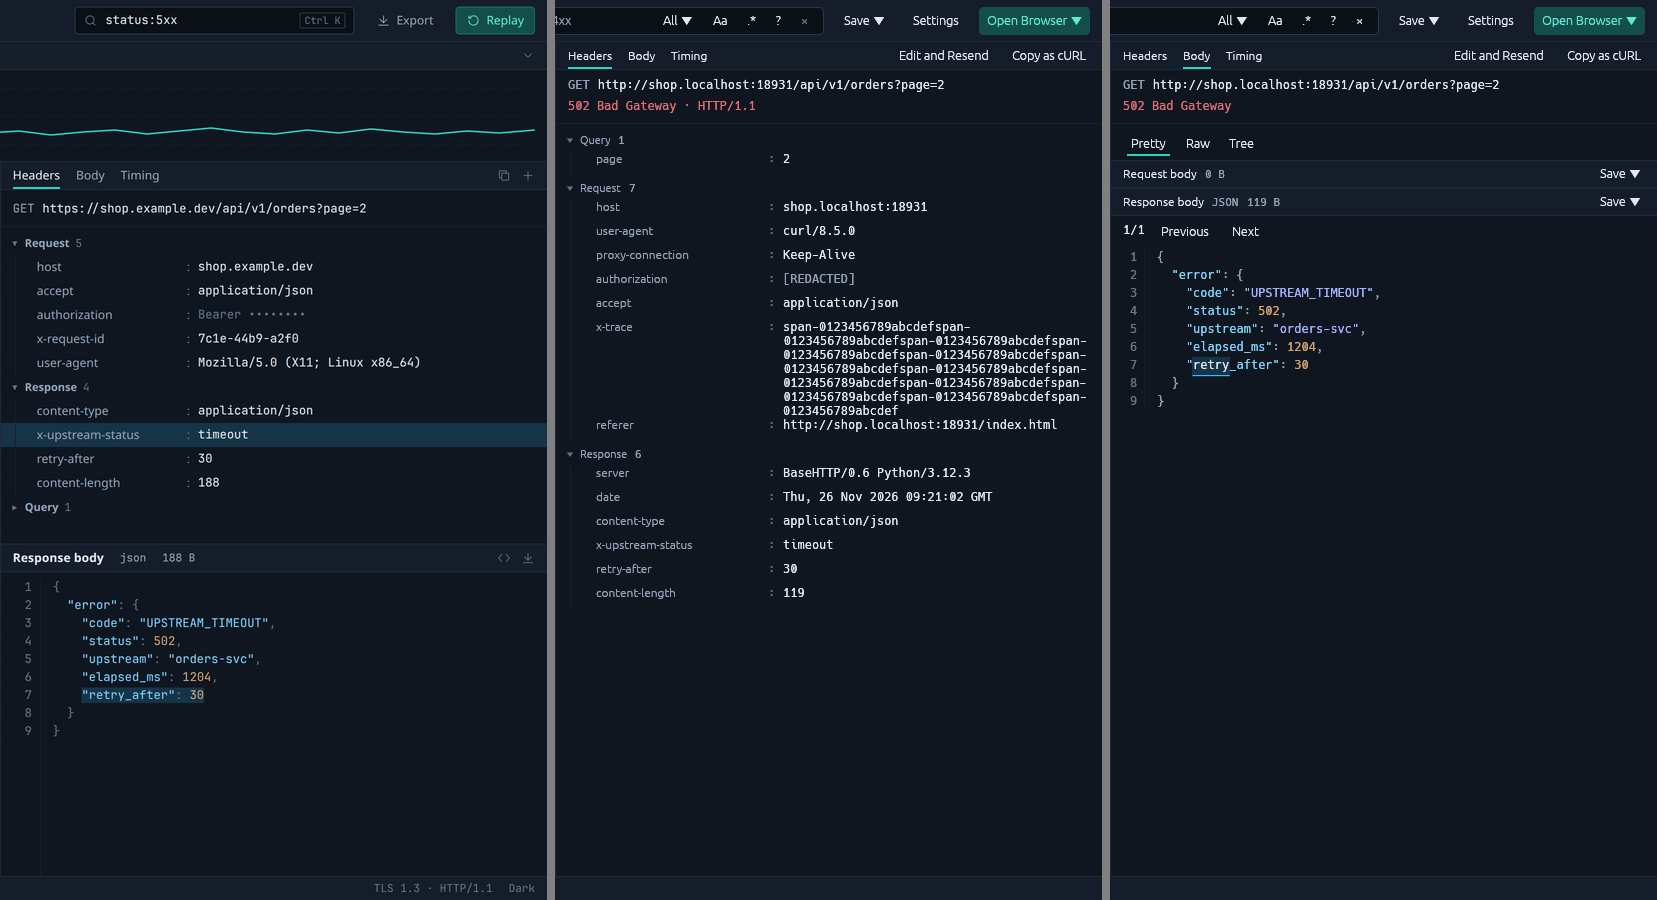 status:5xx Ctrl K Export Replay
Headers Body Timing
GET https://shop.example.dev/api/v1/orders?page=2
Request 5
host : shop.example.dev
accept : application/json
authorization : Bearer ••••••••
x-request-id : 7c1e-44b9-a2f0
user-agent : Mozilla/5.0 (X11; Linux x86_64)
Response 4
content-type : application/json
x-upstream-status : timeout
retry-after : 30
content-length : 188
Query 1
Response body json 188 B
1 {
2 "error": {
3 "code": "UPSTREAM_TIMEOUT",
4 "status": 502,
5 "upstream": "orders-svc",
6 "elapsed_ms": 1204,
7 "retry_after": 30
8 }
9 }
TLS 1.3 · HTTP/1.1 Dark
4xx All ▼ Aa .* ? × Save ▼ Settings Open Browser ▼
Headers Body Timing Edit and Resend Copy as cURL
GET http://shop.localhost:18931/api/v1/orders?page=2
502 Bad Gateway · HTTP/1.1
Query 1
page : 2
Request 7
host : shop.localhost:18931
user-agent : curl/8.5.0
proxy-connection : Keep-Alive
authorization : [REDACTED]
accept : application/json
x-trace : span-0123456789abcdefspan-
0123456789abcdefspan-0123456789abcdefspan-
0123456789abcdefspan-0123456789abcdefspan-
0123456789abcdefspan-0123456789abcdefspan-
0123456789abcdefspan-0123456789abcdefspan-
0123456789abcdefspan-0123456789abcdefspan-
0123456789abcdef
referer : http://shop.localhost:18931/index.html
Response 6
server : BaseHTTP/0.6 Python/3.12.3
date : Thu, 26 Nov 2026 09:21:02 GMT
content-type : application/json
x-upstream-status : timeout
retry-after : 30
content-length : 119
All ▼ Aa .* ? × Save ▼ Settings Open Browser ▼
Headers Body Timing Edit and Resend Copy as cURL
GET http://shop.localhost:18931/api/v1/orders?page=2
502 Bad Gateway
Pretty Raw Tree
Request body 0 B Save ▼
Response body JSON 119 B Save ▼
1/1 Previous Next
1 {
2 "error": {
3 "code": "UPSTREAM_TIMEOUT",
4 "status": 502,
5 "upstream": "orders-svc",
6 "elapsed_ms": 1204,
7 "retry_after": 30
8 }
9 }